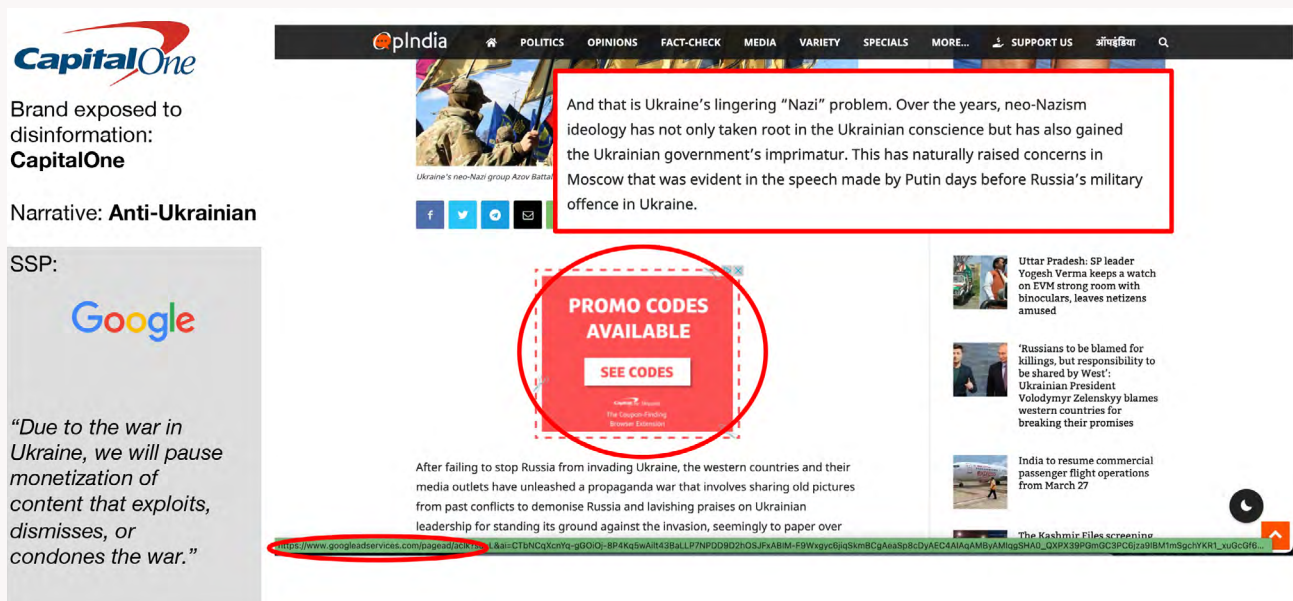 CapitalOne
Brand exposed to
disinformation:
CapitalOne
Narrative: Anti-Ukrainian
SSP:
Google
"Due to the war in
Ukraine, we will pause
monetization of
content that exploits,
dismisses, or
condones the war."
OpIndia POLITICS OPINIONS FACT-CHECK MEDIA VARIETY SPECIALS MORE... SUPPORT US ऑपइंडिया
And that is Ukraine's lingering "Nazi" problem. Over the years, neo-Nazism
ideology has not only taken root in the Ukrainian conscience but has also gained
the Ukrainian government's imprimatur. This has naturally raised concerns in
Moscow that was evident in the speech made by Putin days before Russia's military
offence in Ukraine.
Ukraine's neo-Nazi group Azov Battal
PROMO CODES
AVAILABLE
SEE CODES
CapitalOne Shopping
The Coupon-Finding
Browser Extension
After failing to stop Russia from invading Ukraine, the western countries and their
media outlets have unleashed a propaganda war that involves sharing old pictures
from past conflicts to demonise Russia and lavishing praises on Ukrainian
leadership for standing its ground against the invasion, seemingly to paper over
Uttar Pradesh: SP leader
Yogesh Verma keeps a watch
on EVM strong room with
binoculars, leaves netizens
amused
'Russians to be blamed for
killings, but responsibility to
be shared by West':
Ukrainian President
Volodymyr Zelenskyy blames
western countries for
breaking their promises
India to resume commercial
passenger flight operations
from March 27
The Kashmir Files screening
https://www.googleadservices.com/pagead/aclk?